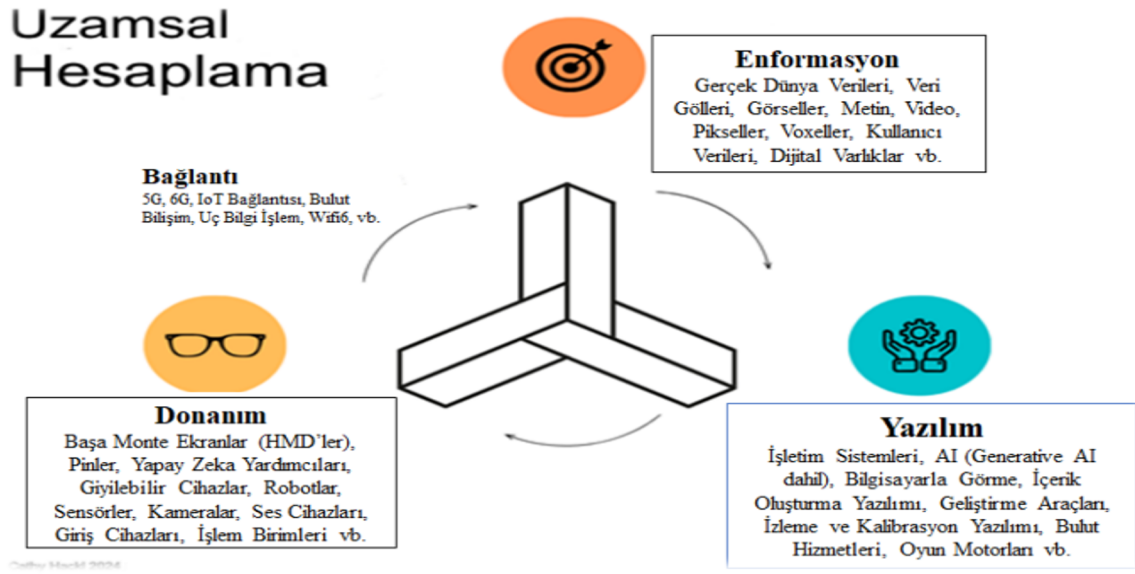 Uzamsal
Hesaplama
Enformasyon
Gerçek Dünya Verileri, Veri
Gölleri, Görseller, Metin, Video,
Pikseller, Voxeller, Kullanıcı
Verileri, Dijital Varlıklar vb.
Bağlantı
5G, 6G, IoT Bağlantısı, Bulut
Bilişim, Uç Bilgi İşlem, Wifi6, vb.
Donanım
Başa Monte Ekranlar (HMD'ler),
Pinler, Yapay Zeka Yardımcıları,
Giyilebilir Cihazlar, Robotlar,
Sensörler, Kameralar, Ses Cihazları,
Giriş Cihazları, İşlem Birimleri vb.
Yazılım
İşletim Sistemleri, AI (Generative AI
dahil), Bilgisayarla Görme, İçerik
Oluşturma Yazılımı, Geliştirme Araçları,
İzleme ve Kalibrasyon Yazılımı, Bulut
Hizmetleri, Oyun Motorları vb.
Cathy Hackl 2024